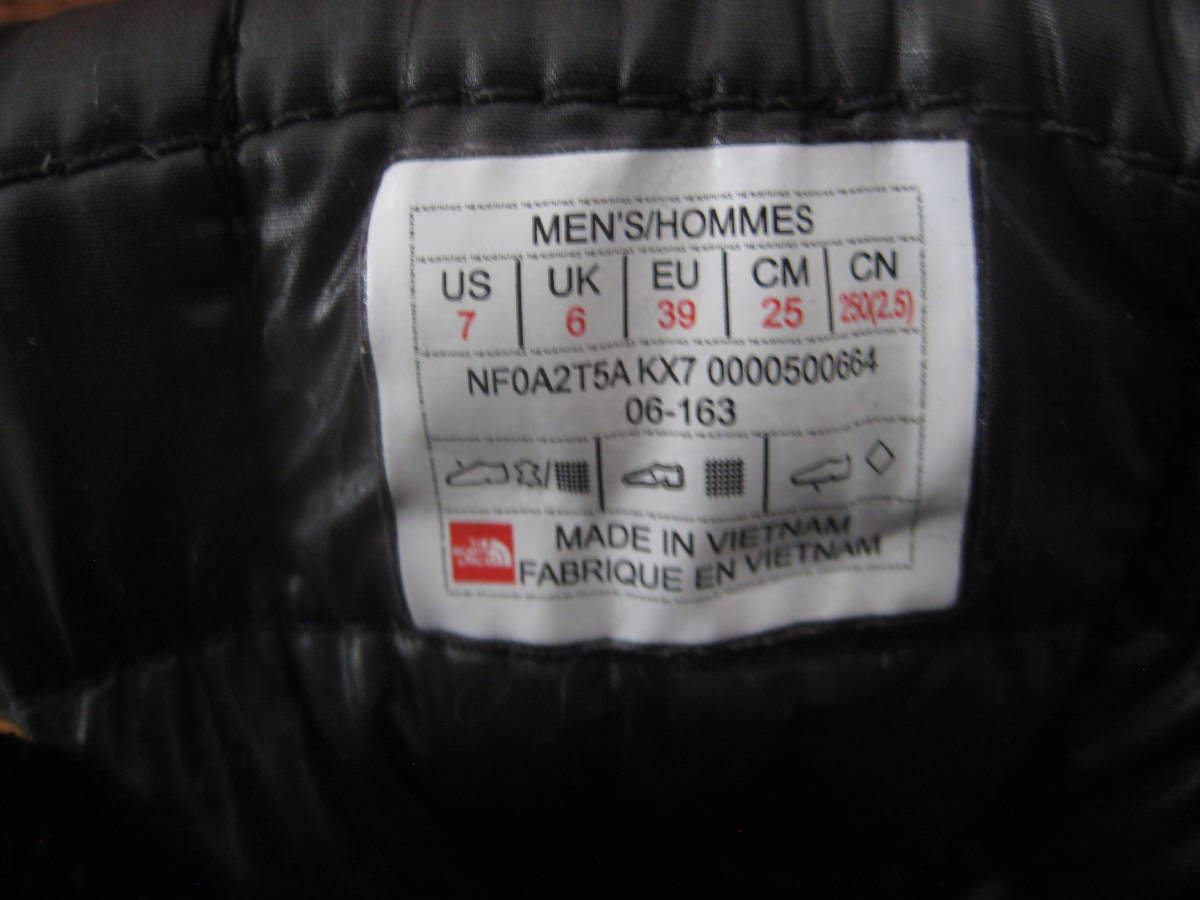 MEN'S/HOMMES
US UK EU CM CN
7 6 39 25 250(2.5)
NF0A2T5A KX7 0000500664
06-163
MADE IN VIETNAM
FABRIQUE EN VIETNAM